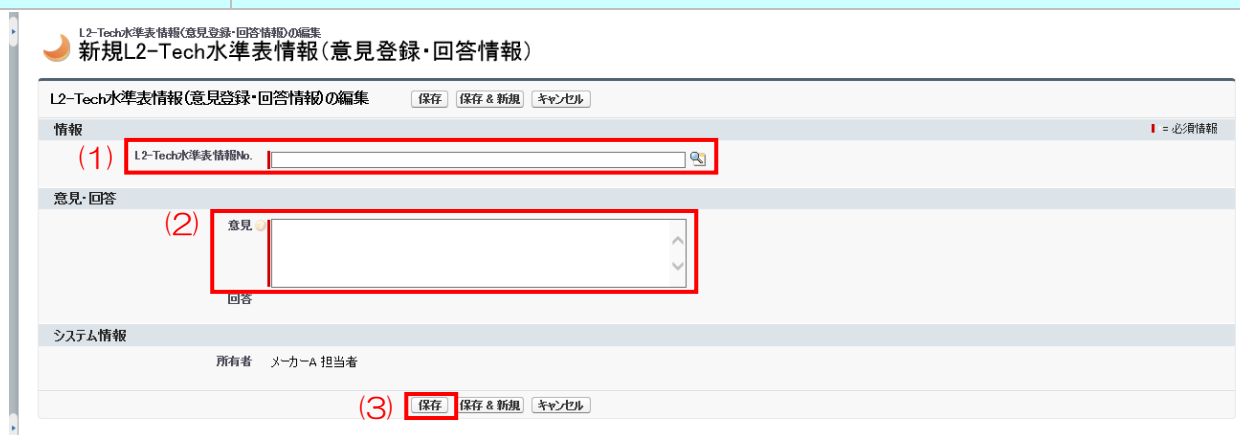 L2-Tech水準表情報(意見登録・回答情報)の編集
新規L2-Tech水準表情報(意見登録・回答情報)
L2-Tech水準表情報(意見登録・回答情報)の編集 保存 保存 & 新規 キャンセル
情報 = 必須情報
(1) L2-Tech水準表情報No.
意見・回答
(2) 意見
回答
システム情報
所有者 メーカーA 担当者
(3) 保存 保存 & 新規 キャンセル